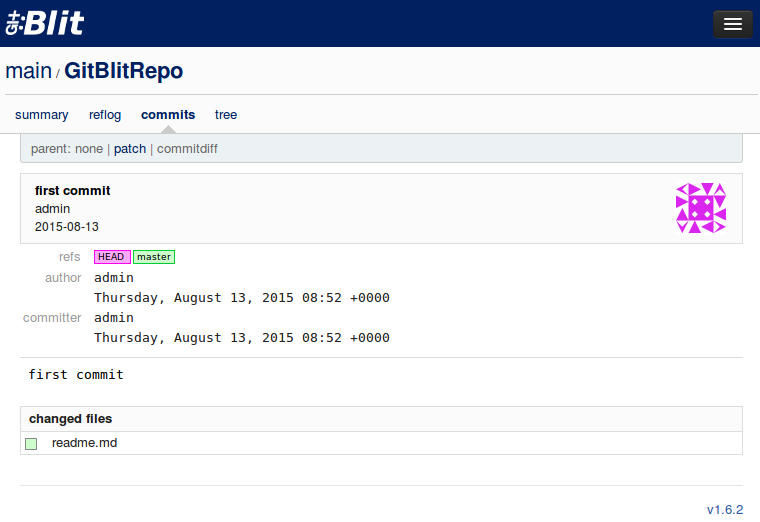 Git:Blit
main / GitBlitRepo
summary reflog commits tree
parent: none | patch | commitdiff
first commit
admin
2015-08-13
refs HEAD master
author admin
Thursday, August 13, 2015 08:52 +0000
committer admin
Thursday, August 13, 2015 08:52 +0000
first commit
changed files
readme.md
v1.6.2